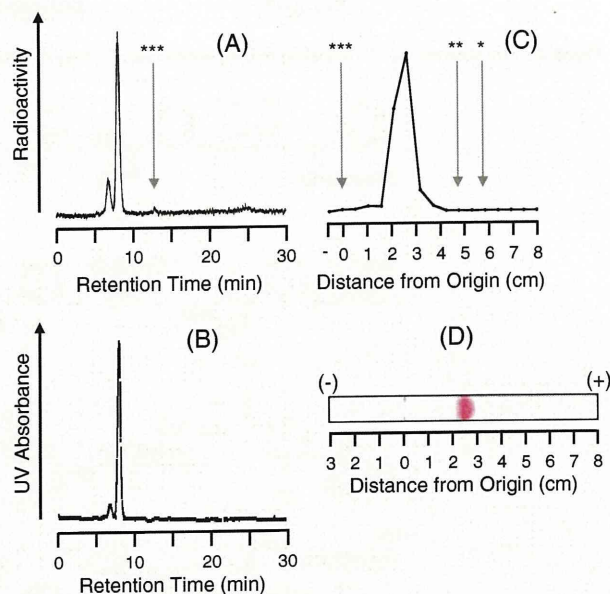 (A)
***
Radioactivity
0 10 20 30
Retention Time (min)
(C)
*** ** *
- 0 1 2 3 4 5 6 7 8
Distance from Origin (cm)
(B)
UV Absorbance
0 10 20 30
Retention Time (min)
(D)
(-) (+)
3 2 1 0 1 2 3 4 5 6 7 8
Distance from Origin (cm)